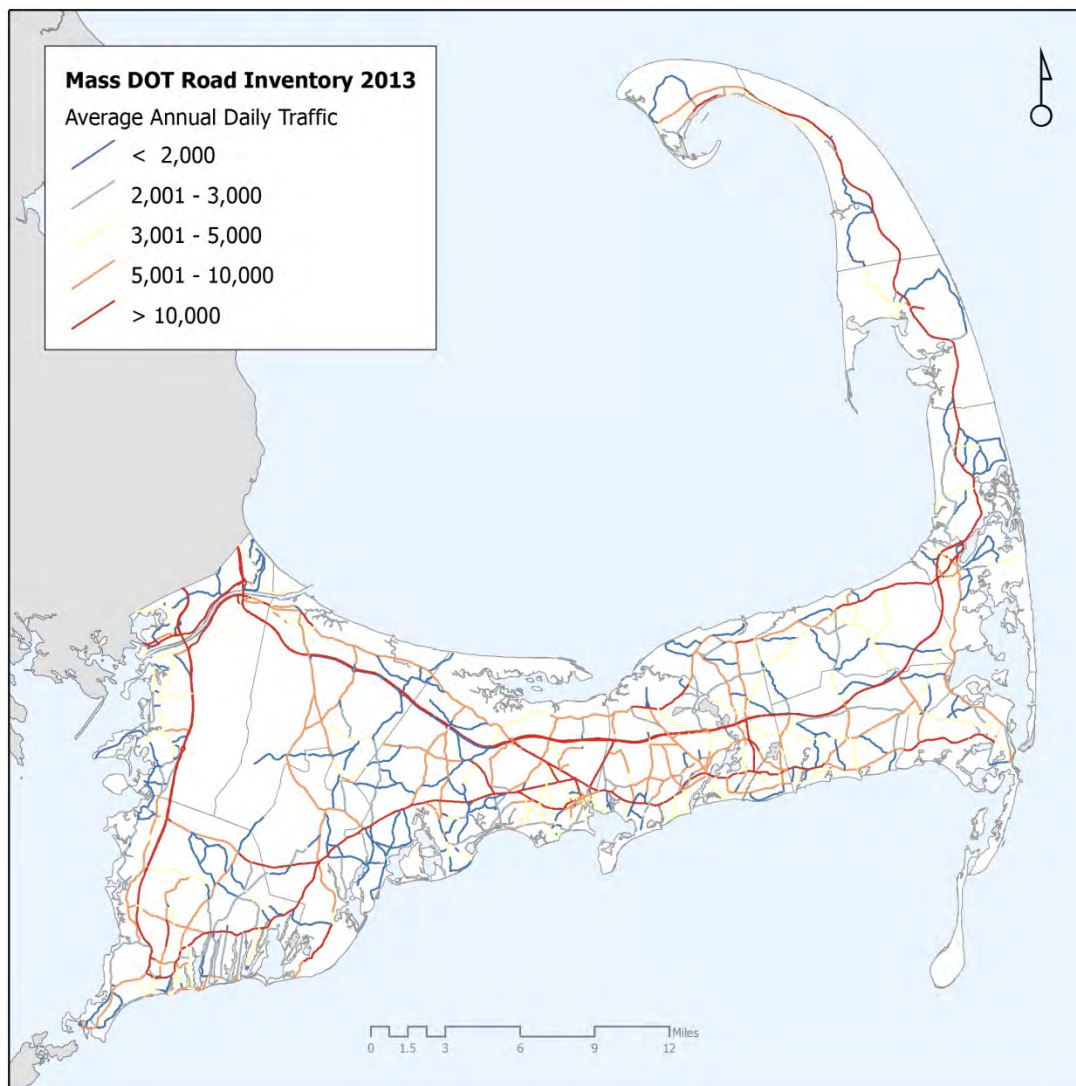 Mass DOT Road Inventory 2013
Average Annual Daily Traffic
< 2,000
2,001 - 3,000
3,001 - 5,000
5,001 - 10,000
> 10,000
Miles
0 1.5 3 6 9 12